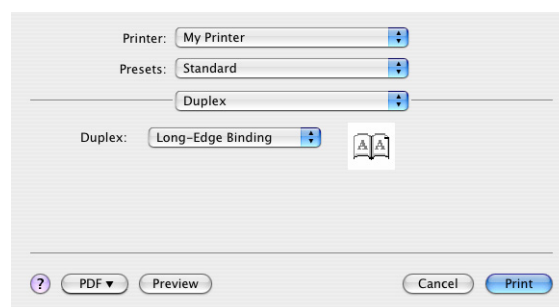 Printer: My Printer
Presets: Standard
Duplex
Duplex: Long-Edge Binding
A A
? PDF▼ Preview Cancel Print